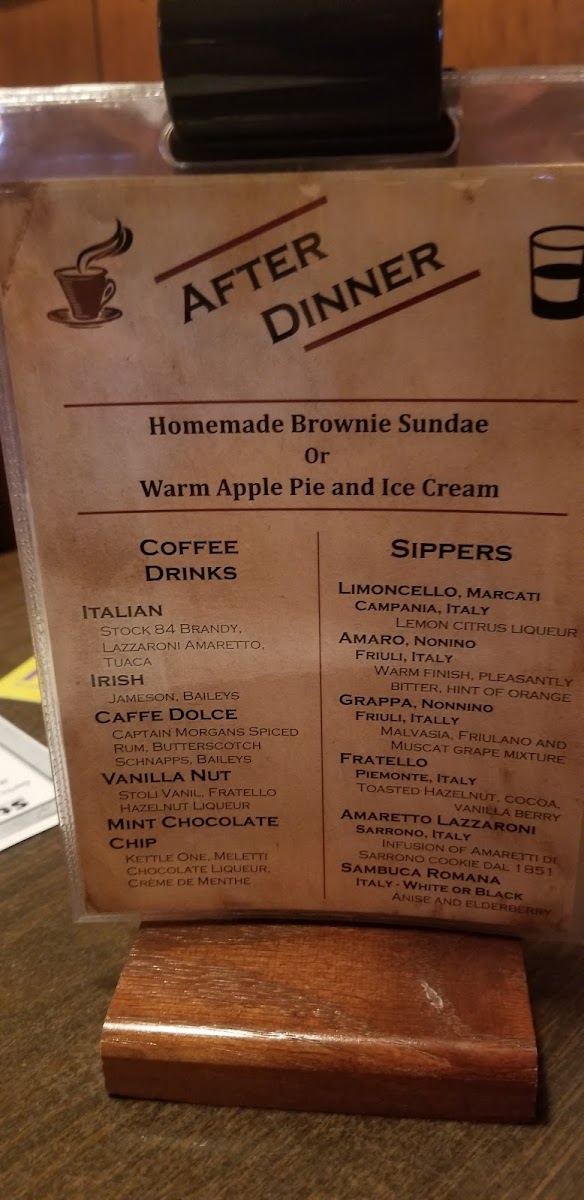 AFTER
DINNER
Homemade Brownie Sundae
Or
Warm Apple Pie and Ice Cream
COFFEE
DRINKS
ITALIAN
STOCK 84 BRANDY,
LAZZARONI AMARETTO,
TUACA
IRISH
JAMESON, BAILEYS
CAFFE DOLCE
CAPTAIN MORGANS SPICED
RUM, BUTTERSCOTCH
SCHNAPPS, BAILEYS
VANILLA NUT
STOLI VANIL, FRATELLO
HAZELNUT LIQUEUR
MINT CHOCOLATE
CHIP
KETTLE ONE, MELETTI
CHOCOLATE LIQUEUR,
CRÈME DE MENTHE
SIPPERS
LIMONCELLO, MARCATI
CAMPANIA, ITALY
LEMON CITRUS LIQUEUR
AMARO, NONINO
FRIULI, ITALY
WARM FINISH, PLEASANTLY
BITTER, HINT OF ORANGE
GRAPPA, NONNINO
FRIULI, ITALLY
MALVASIA, FRIULANO AND
MUSCAT GRAPE MIXTURE
FRATELLO
PIEMONTE, ITALY
TOASTED HAZELNUT, COCOA,
VANILLA BERRY
AMARETTO LAZZARONI
SARRONO, ITALY
INFUSION OF AMARETTI DI
SARRONO COOKIE DAL 1851
SAMBUCA ROMANA
ITALY - WHITE OR BLACK
ANISE AND ELDERBERRY